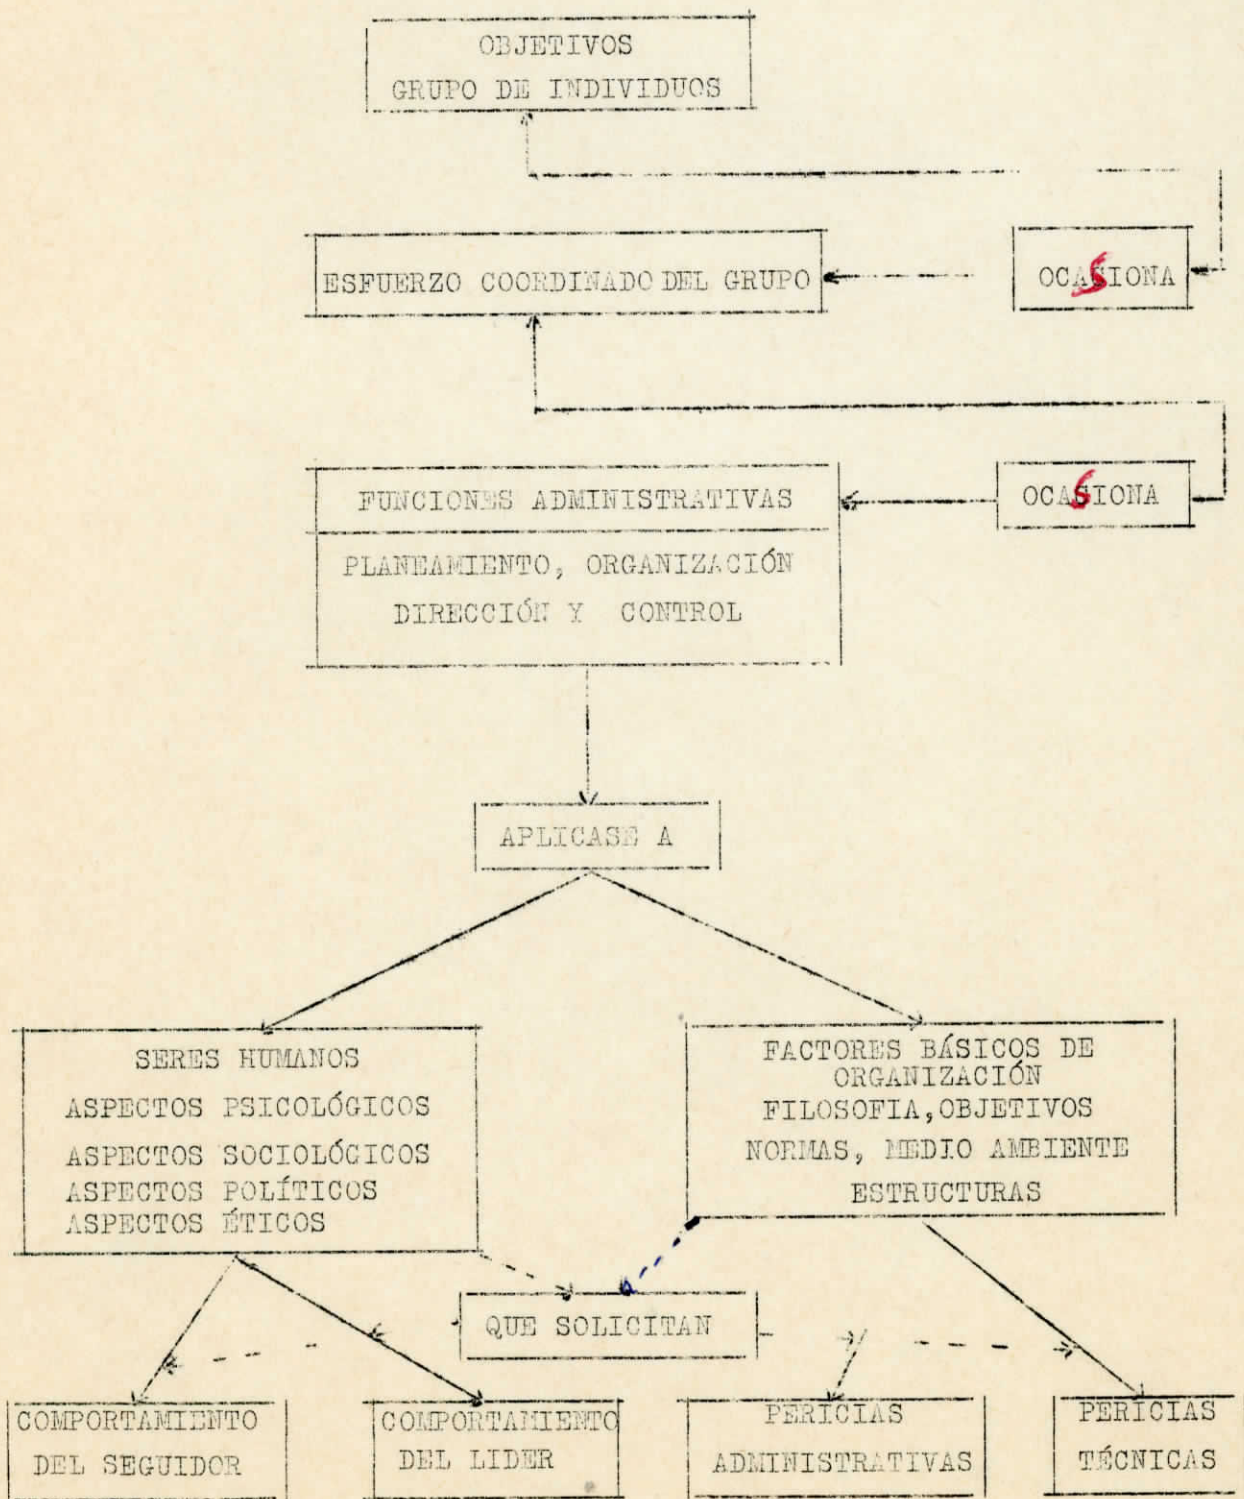 OBJETIVOS
GRUPO DE INDIVIDUOS
ESFUERZO COORDINADO DEL GRUPO
OCASIONA
FUNCIONES ADMINISTRATIVAS
OCASIONA
PLANEAMIENTO, ORGANIZACIÓN
DIRECCIÓN Y CONTROL
APLICASE A
SERES HUMANOS
ASPECTOS PSICOLÓGICOS
ASPECTOS SOCIOLÓGICOS
ASPECTOS POLÍTICOS
ASPECTOS ÉTICOS
FACTORES BÁSICOS DE
ORGANIZACIÓN
FILOSOFIA, OBJETIVOS
NORMAS, MEDIO AMBIENTE
ESTRUCTURAS
QUE SOLICITAN
COMPORTAMIENTO
DEL SEGUIDOR
COMPORTAMIENTO
DEL LIDER
PERICIAS
ADMINISTRATIVAS
PERICIAS
TÉCNICAS